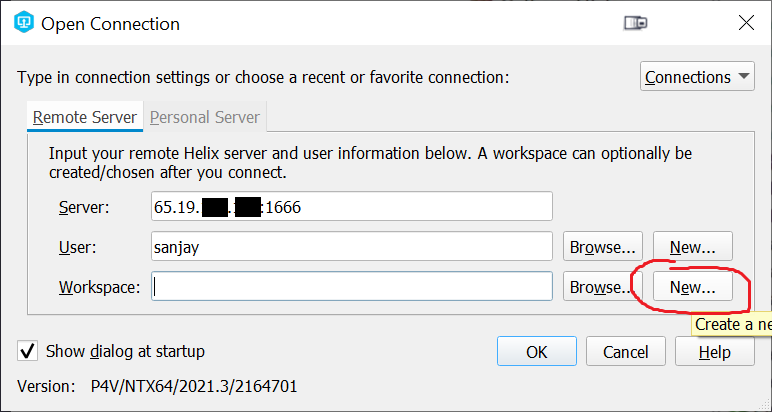 Open Connection
Type in connection settings or choose a recent or favorite connection:
Connections
Remote Server
Personal Server
Input your remote Helix server and user information below. A workspace can optionally be
created/chosen after you connect.
Server:
65.19. . :1666
User:
sanjay
Browse...
New...
Workspace:
Browse...
New...
Create a ne
Show dialog at startup
OK
Cancel
Help
Version: P4V/NTX64/2021.3/2164701